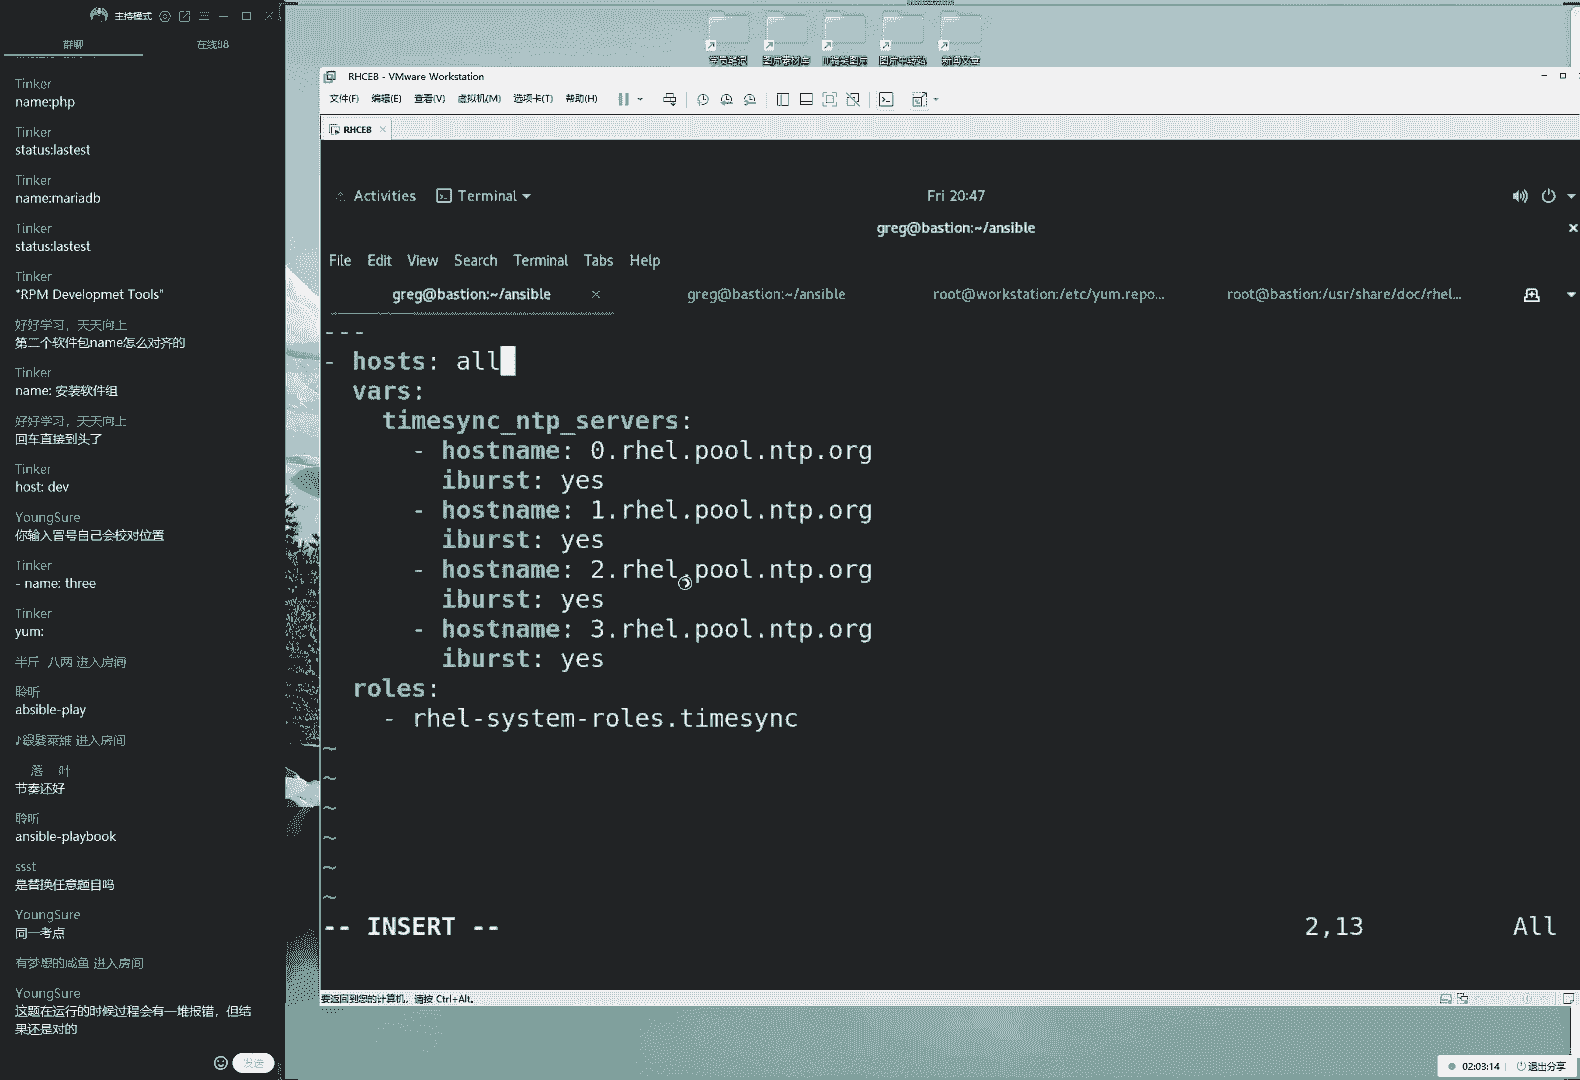 主持模式
群聊
在线88
Tinker
name:php
Tinker
status:lastest
Tinker
name:mariadb
Tinker
status:lastest
Tinker
"RPM Developmet Tools"
好好学习，天天向上
第二个软件包name怎么对齐的
Tinker
name: 安装软件组
好好学习，天天向上
回车直接到头了
Tinker
host: dev
YoungSure
你输入冒号自己会校对位置
Tinker
- name: three
Tinker
yum:
半斤 八两 进入房间
聆听
absible-play
进入房间
落 叶
节奏还好
聆听
ansible-playbook
ssst
是替换任意题目吗
YoungSure
同一考点
有梦想的咸鱼 进入房间
YoungSure
这题在运行的时候过程会有一堆报错，但结
果还是对的
发送
RHCEB - VMware Workstation
文件(F) 编辑(E) 查看(V) 虚拟机(M) 选项卡(T) 帮助(H)
RHCEB
Activities Terminal Fri 20:47
greg@bastion:~/ansible
File Edit View Search Terminal Tabs Help
greg@bastion:~/ansible greg@bastion:~/ansible root@workstation:/etc/yum.repo... root@bastion:/usr/share/doc/rhel...
---
- hosts: all
vars:
timesync_ntp_servers:
- hostname: 0.rhel.pool.ntp.org
iburst: yes
- hostname: 1.rhel.pool.ntp.org
iburst: yes
- hostname: 2.rhel.pool.ntp.org
iburst: yes
- hostname: 3.rhel.pool.ntp.org
iburst: yes
roles:
- rhel-system-roles.timesync
~
~
~
~
~
~
-- INSERT -- 2,13 All
要返回到您的计算机，请按 Ctrl+Alt。
02:03:14 退出分享